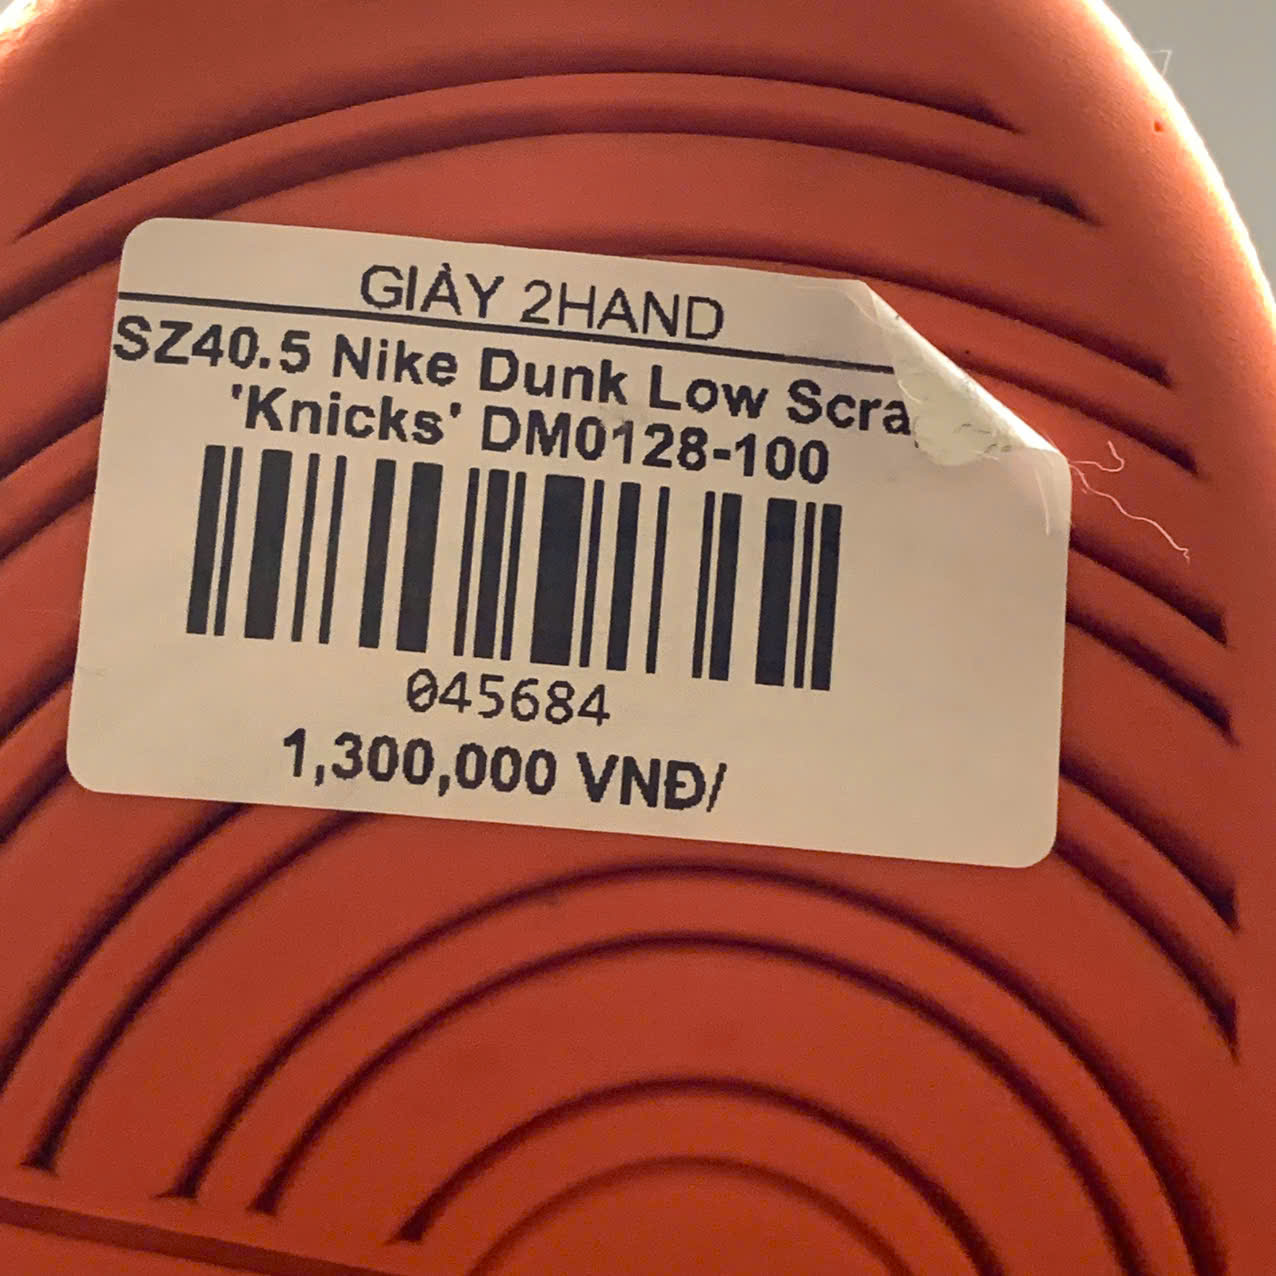 GIÀY 2HAND
SZ40.5 Nike Dunk Low Scra
'Knicks' DM0128-100
045684
1,300,000 VNĐ/